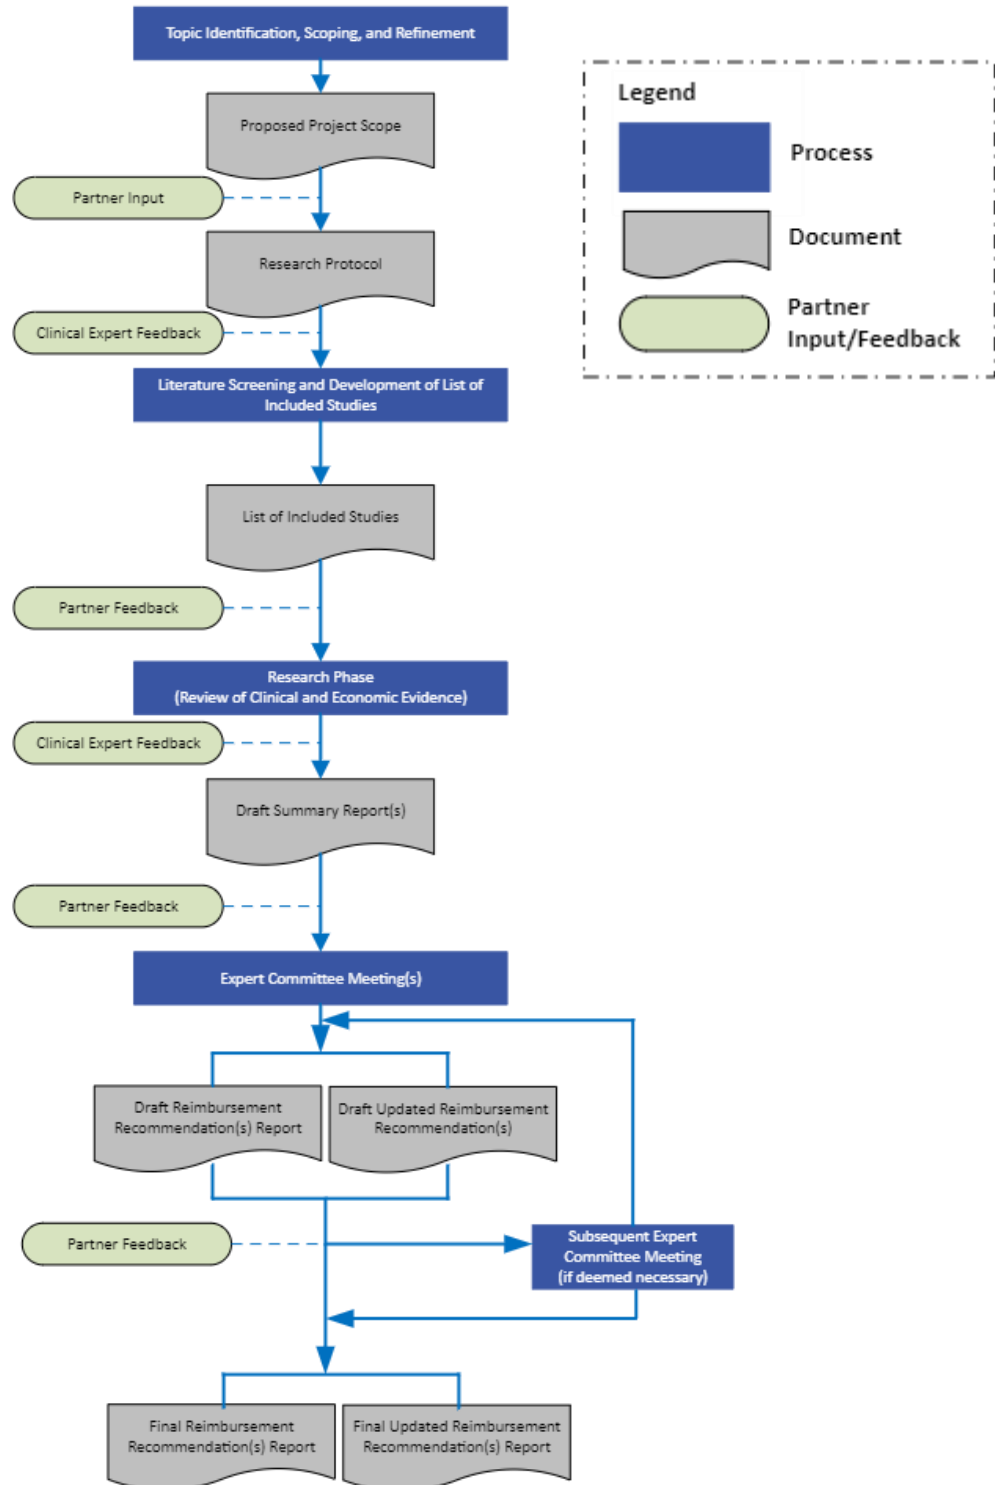 Topic Identification, Scoping, and Refinement
Legend
Process
Document
Partner
Input/Feedback
Proposed Project Scope
Partner Input
Research Protocol
Clinical Expert Feedback
Literature Screening and Development of List of
Included Studies
List of Included Studies
Partner Feedback
Research Phase
(Review of Clinical and Economic Evidence)
Clinical Expert Feedback
Draft Summary Report(s)
Partner Feedback
Expert Committee Meeting(s)
Draft Reimbursement
Recommendation(s) Report
Draft Updated Reimbursement
Recommendation(s)
Partner Feedback
Subsequent Expert
Committee Meeting
(if deemed necessary)
Final Reimbursement
Recommendation(s) Report
Final Updated Reimbursement
Recommendation(s) Report